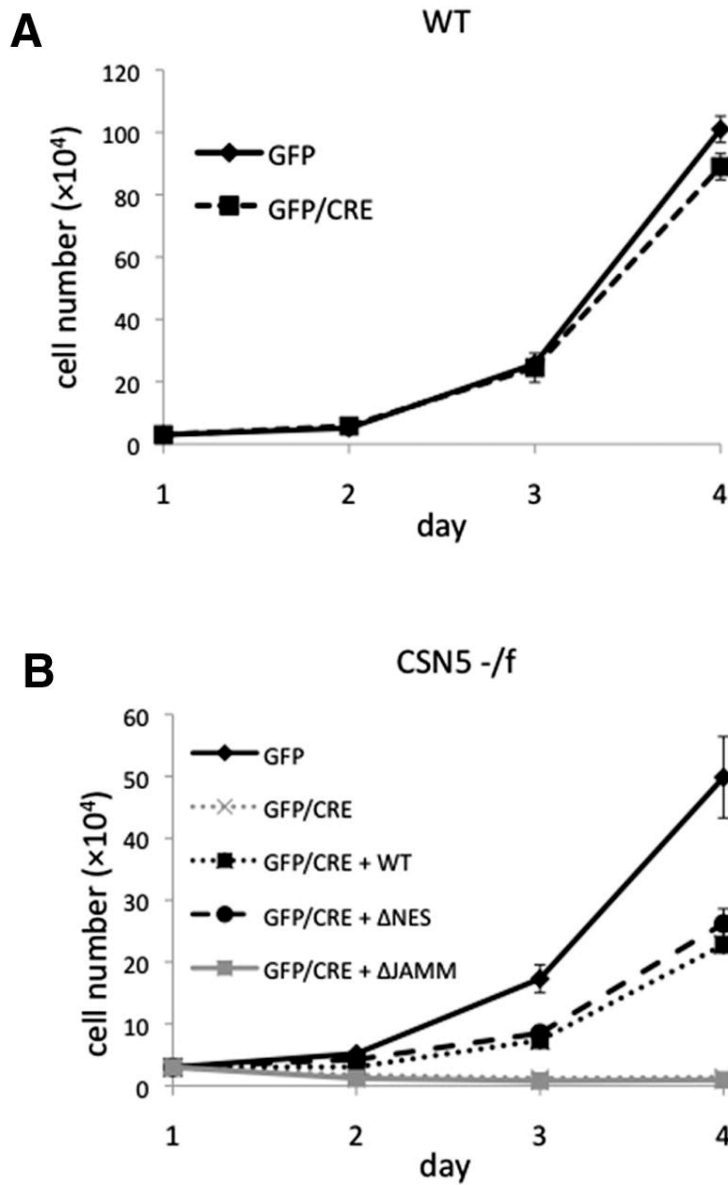 A
WT
120
100
80
60
40
20
0
cell number (×10⁴)
GFP
GFP/CRE
1 2 3 4
day
B
CSN5 -/f
60
50
40
30
20
10
0
cell number (×10⁴)
GFP
GFP/CRE
GFP/CRE + WT
GFP/CRE + ΔNES
GFP/CRE + ΔJAMM
1 2 3 4
day